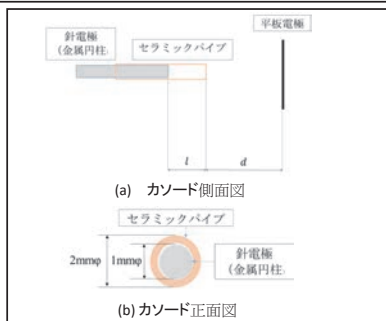 平板電極
針電極
(金属円柱)
セラミックパイプ
l
d
(a) カソード側面図
セラミックパイプ
2mmφ
1mmφ
針電極
(金属円柱)
(b)カソード正面図